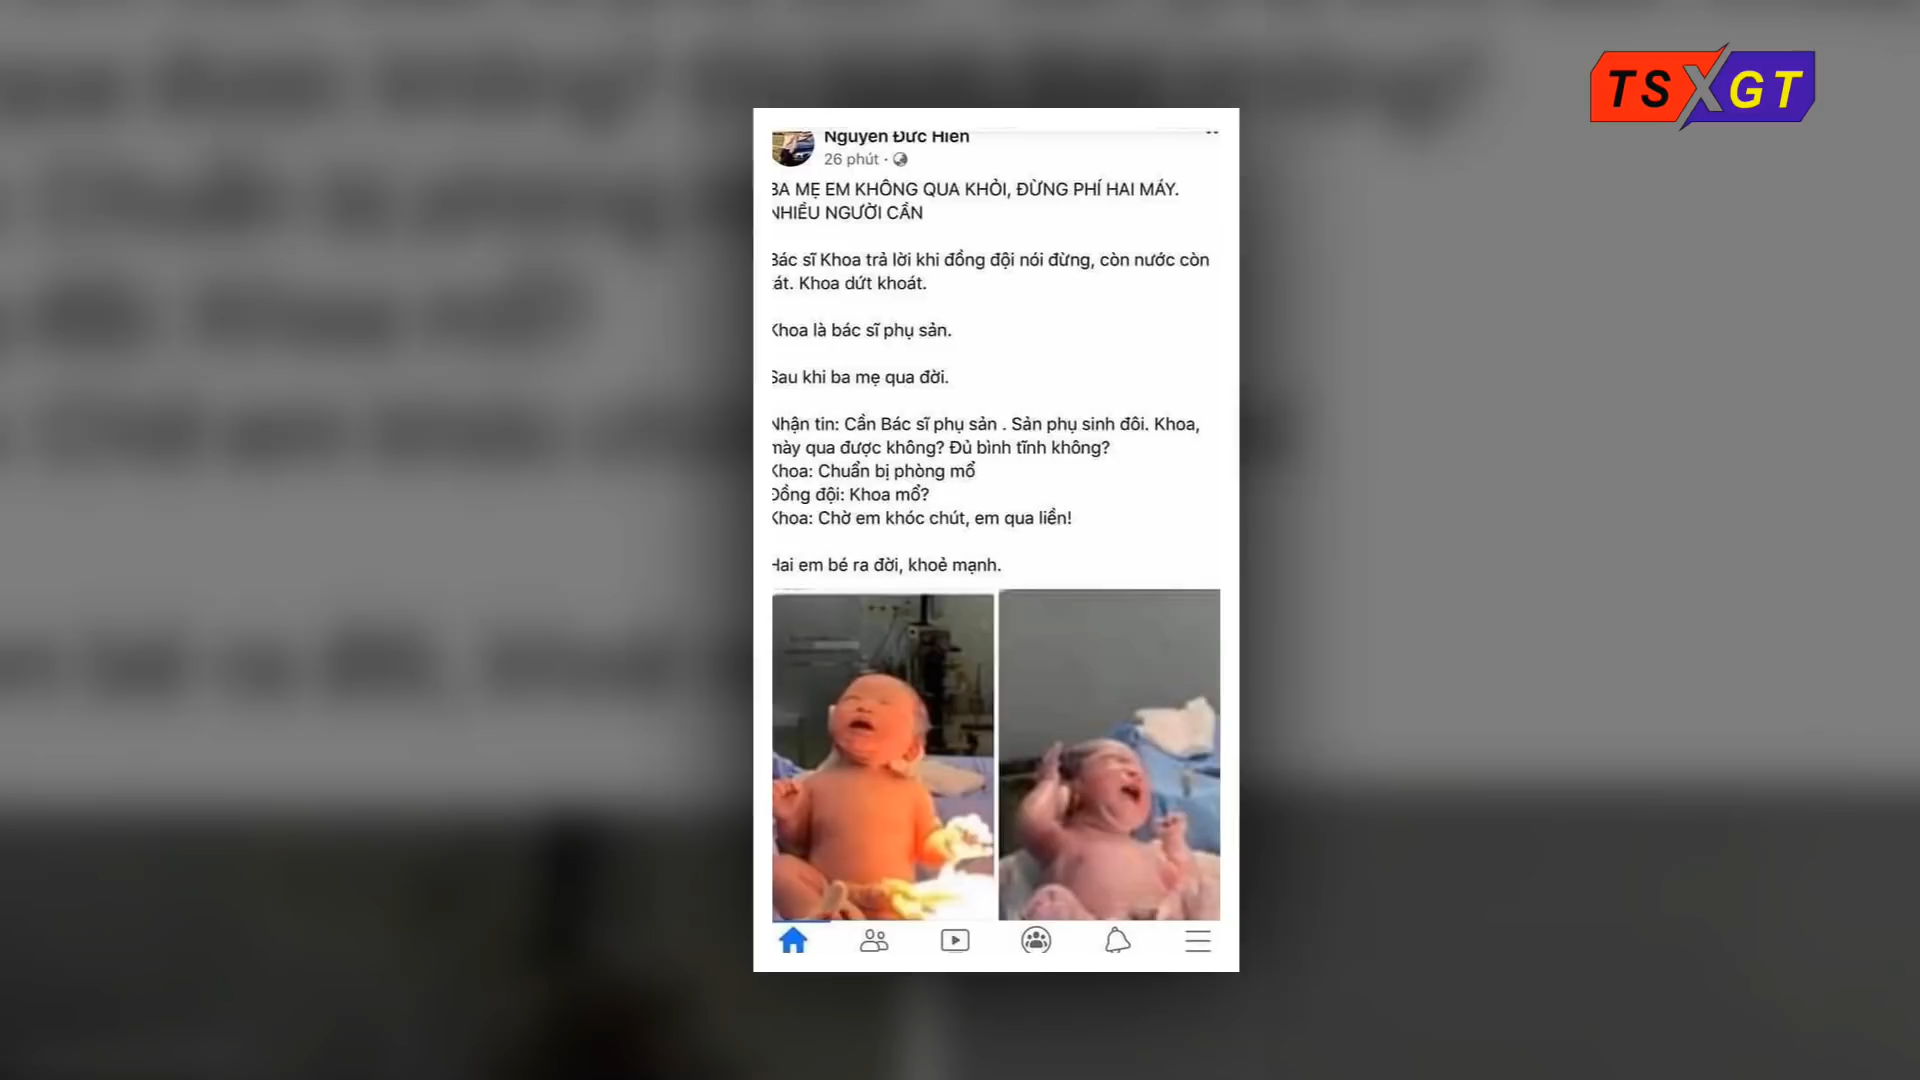 TSXGT
Nguyen Đức Hien
26 phút ·
BA MẸ EM KHÔNG QUA KHỎI, ĐỪNG PHÍ HAI MÁY.
NHIỀU NGƯỜI CẦN
Bác sĩ Khoa trả lời khi đồng đội nói đừng, còn nước còn
tát. Khoa dứt khoát.
Khoa là bác sĩ phụ sản.
Sau khi ba mẹ qua đời.
Nhận tin: Cần Bác sĩ phụ sản . Sản phụ sinh đôi. Khoa,
mày qua được không? Đủ bình tĩnh không?
Khoa: Chuẩn bị phòng mổ
Đồng đội: Khoa mổ?
Khoa: Chờ em khóc chút, em qua liền!
Hai em bé ra đời, khoẻ mạnh.